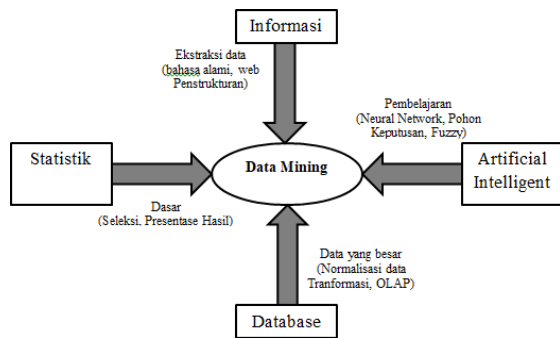 Informasi
Ekstraksi data
(bahasa alami, web
Penstrukturan)
Pembelajaran
(Neural Network, Pohon
Keputusan, Fuzzy)
Statistik
Data Mining
Artificial
Intelligent
Dasar
(Seleksi, Presentase Hasil)
Data yang besar
(Normalisasi data
Tranformasi, OLAP)
Database